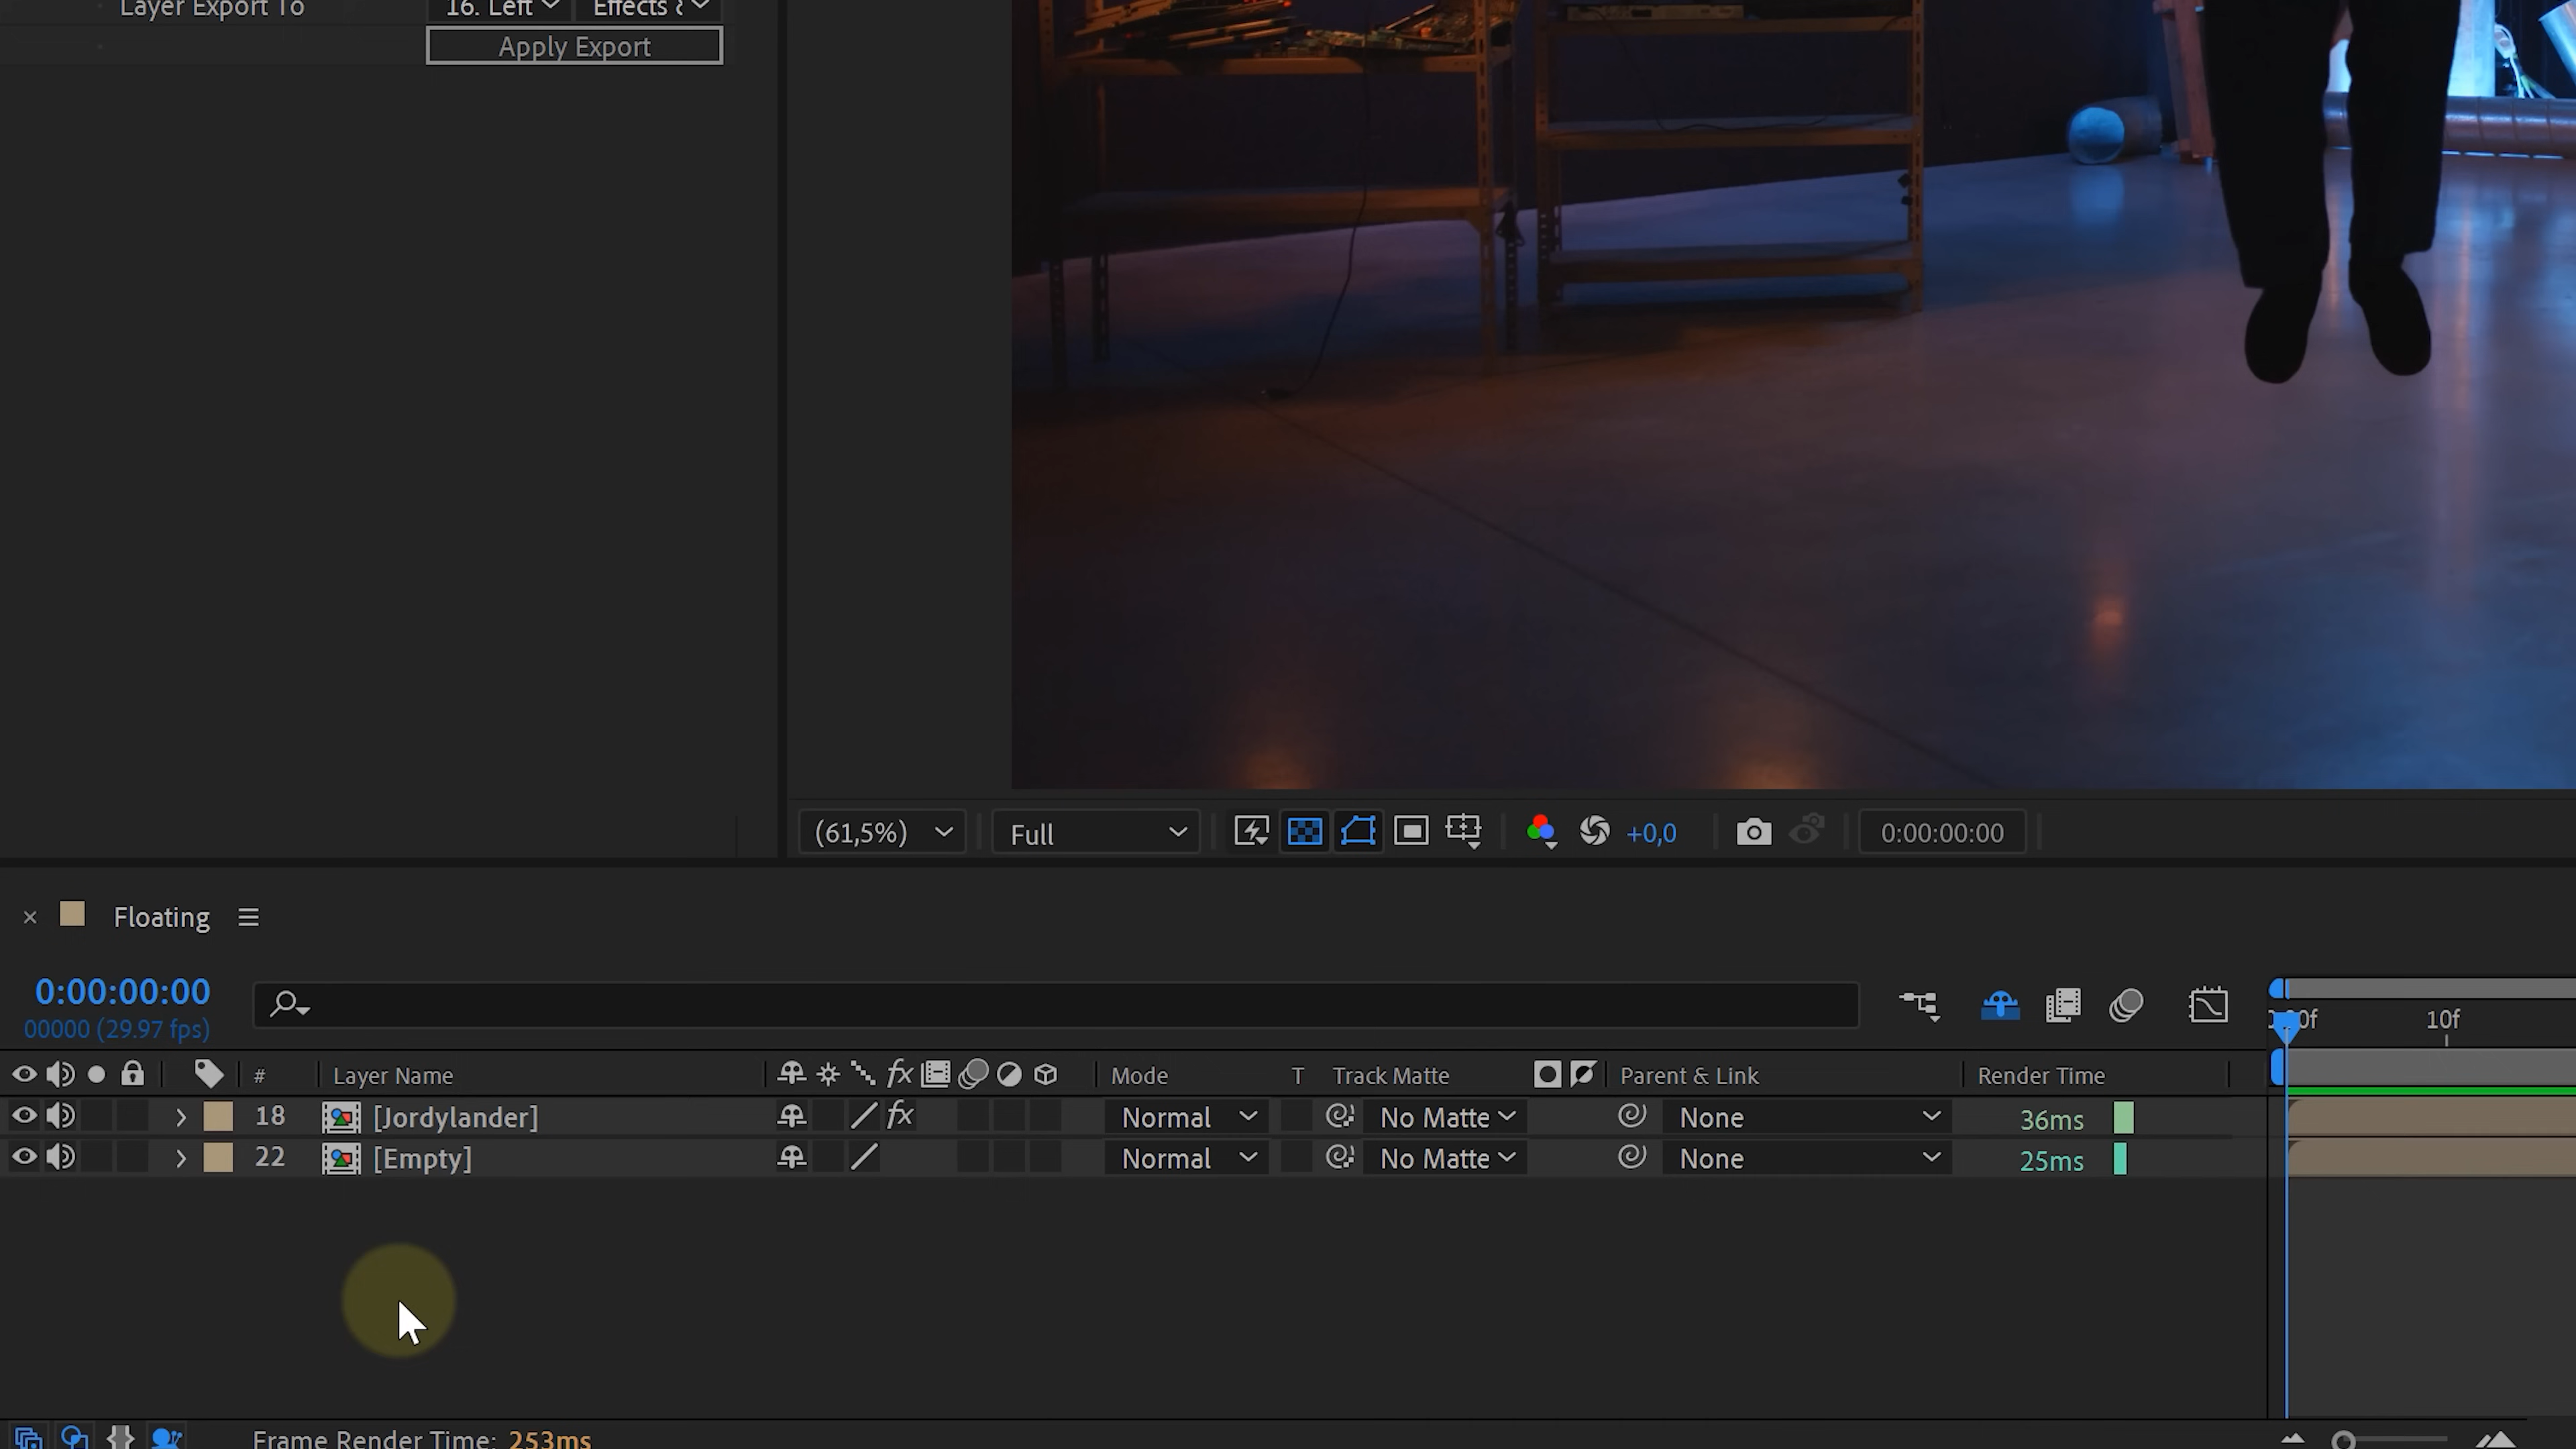 Layer Export To 16. Left Effects
Apply Export
(61,5%) Full +0,0 0:00:00:00
Floating
0:00:00:00
00000 (29.97 fps)
10f
# Layer Name fx Mode T Track Matte Parent & Link Render Time
18 [Jordylander] fx Normal No Matte None 36ms
22 [Empty] Normal No Matte None 25ms
Frame Render Time: 253ms